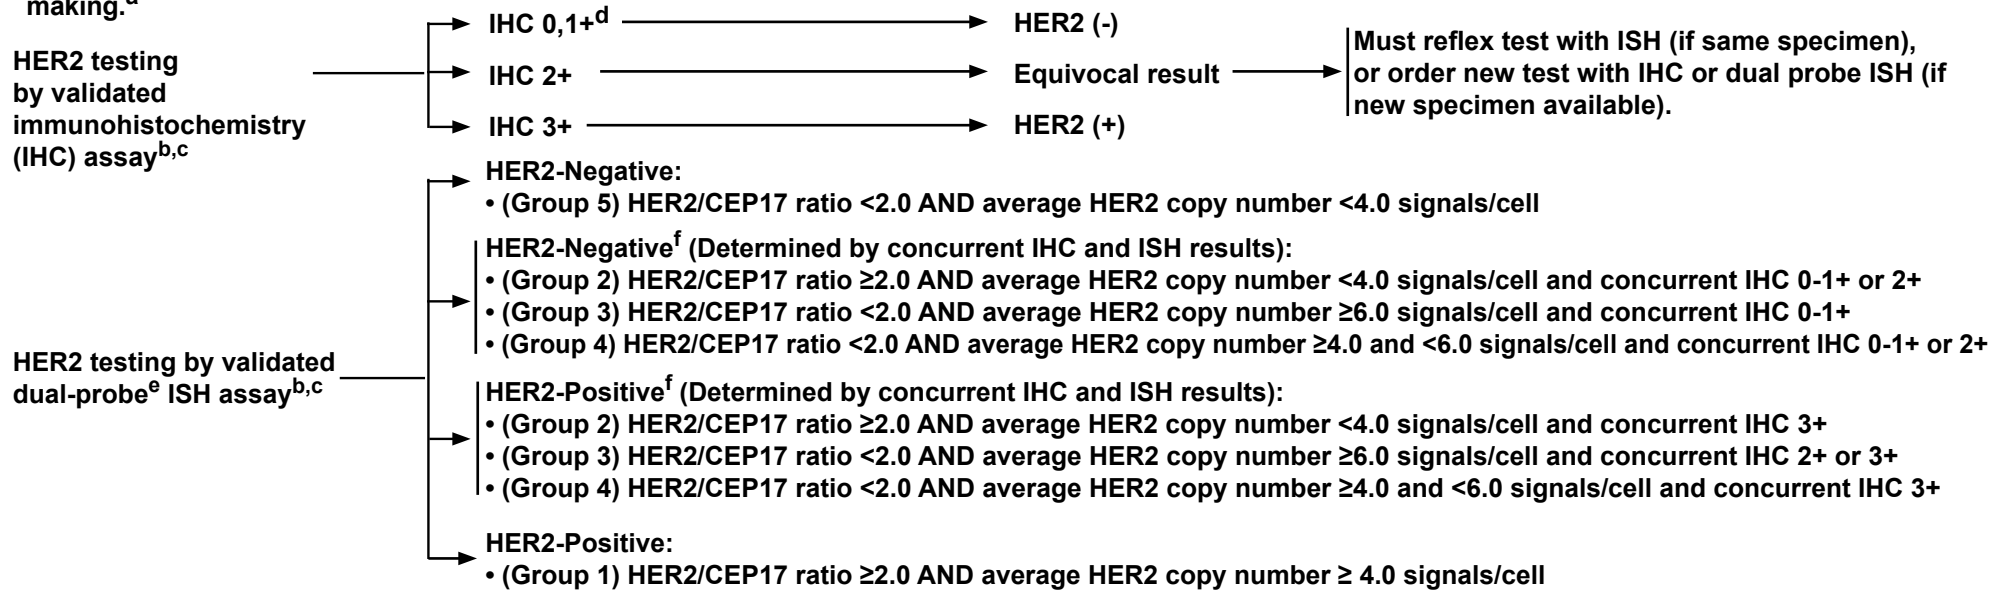 making.a
IHC 0,1+d
HER2 (-)
HER2 testing
by validated
immunohistochemistry
(IHC) assayb,c
IHC 2+
Equivocal result
Must reflex test with ISH (if same specimen),
or order new test with IHC or dual probe ISH (if
new specimen available).
IHC 3+
HER2 (+)
HER2 testing by validated
dual-probee ISH assayb,c
HER2-Negative:
• (Group 5) HER2/CEP17 ratio <2.0 AND average HER2 copy number <4.0 signals/cell
HER2-Negativef (Determined by concurrent IHC and ISH results):
• (Group 2) HER2/CEP17 ratio ≥2.0 AND average HER2 copy number <4.0 signals/cell and concurrent IHC 0-1+ or 2+
• (Group 3) HER2/CEP17 ratio <2.0 AND average HER2 copy number ≥6.0 signals/cell and concurrent IHC 0-1+
• (Group 4) HER2/CEP17 ratio <2.0 AND average HER2 copy number ≥4.0 and <6.0 signals/cell and concurrent IHC 0-1+ or 2+
HER2-Positivef (Determined by concurrent IHC and ISH results):
• (Group 2) HER2/CEP17 ratio ≥2.0 AND average HER2 copy number <4.0 signals/cell and concurrent IHC 3+
• (Group 3) HER2/CEP17 ratio <2.0 AND average HER2 copy number ≥6.0 signals/cell and concurrent IHC 2+ or 3+
• (Group 4) HER2/CEP17 ratio <2.0 AND average HER2 copy number ≥4.0 and <6.0 signals/cell and concurrent IHC 3+
HER2-Positive:
• (Group 1) HER2/CEP17 ratio ≥2.0 AND average HER2 copy number ≥ 4.0 signals/cell